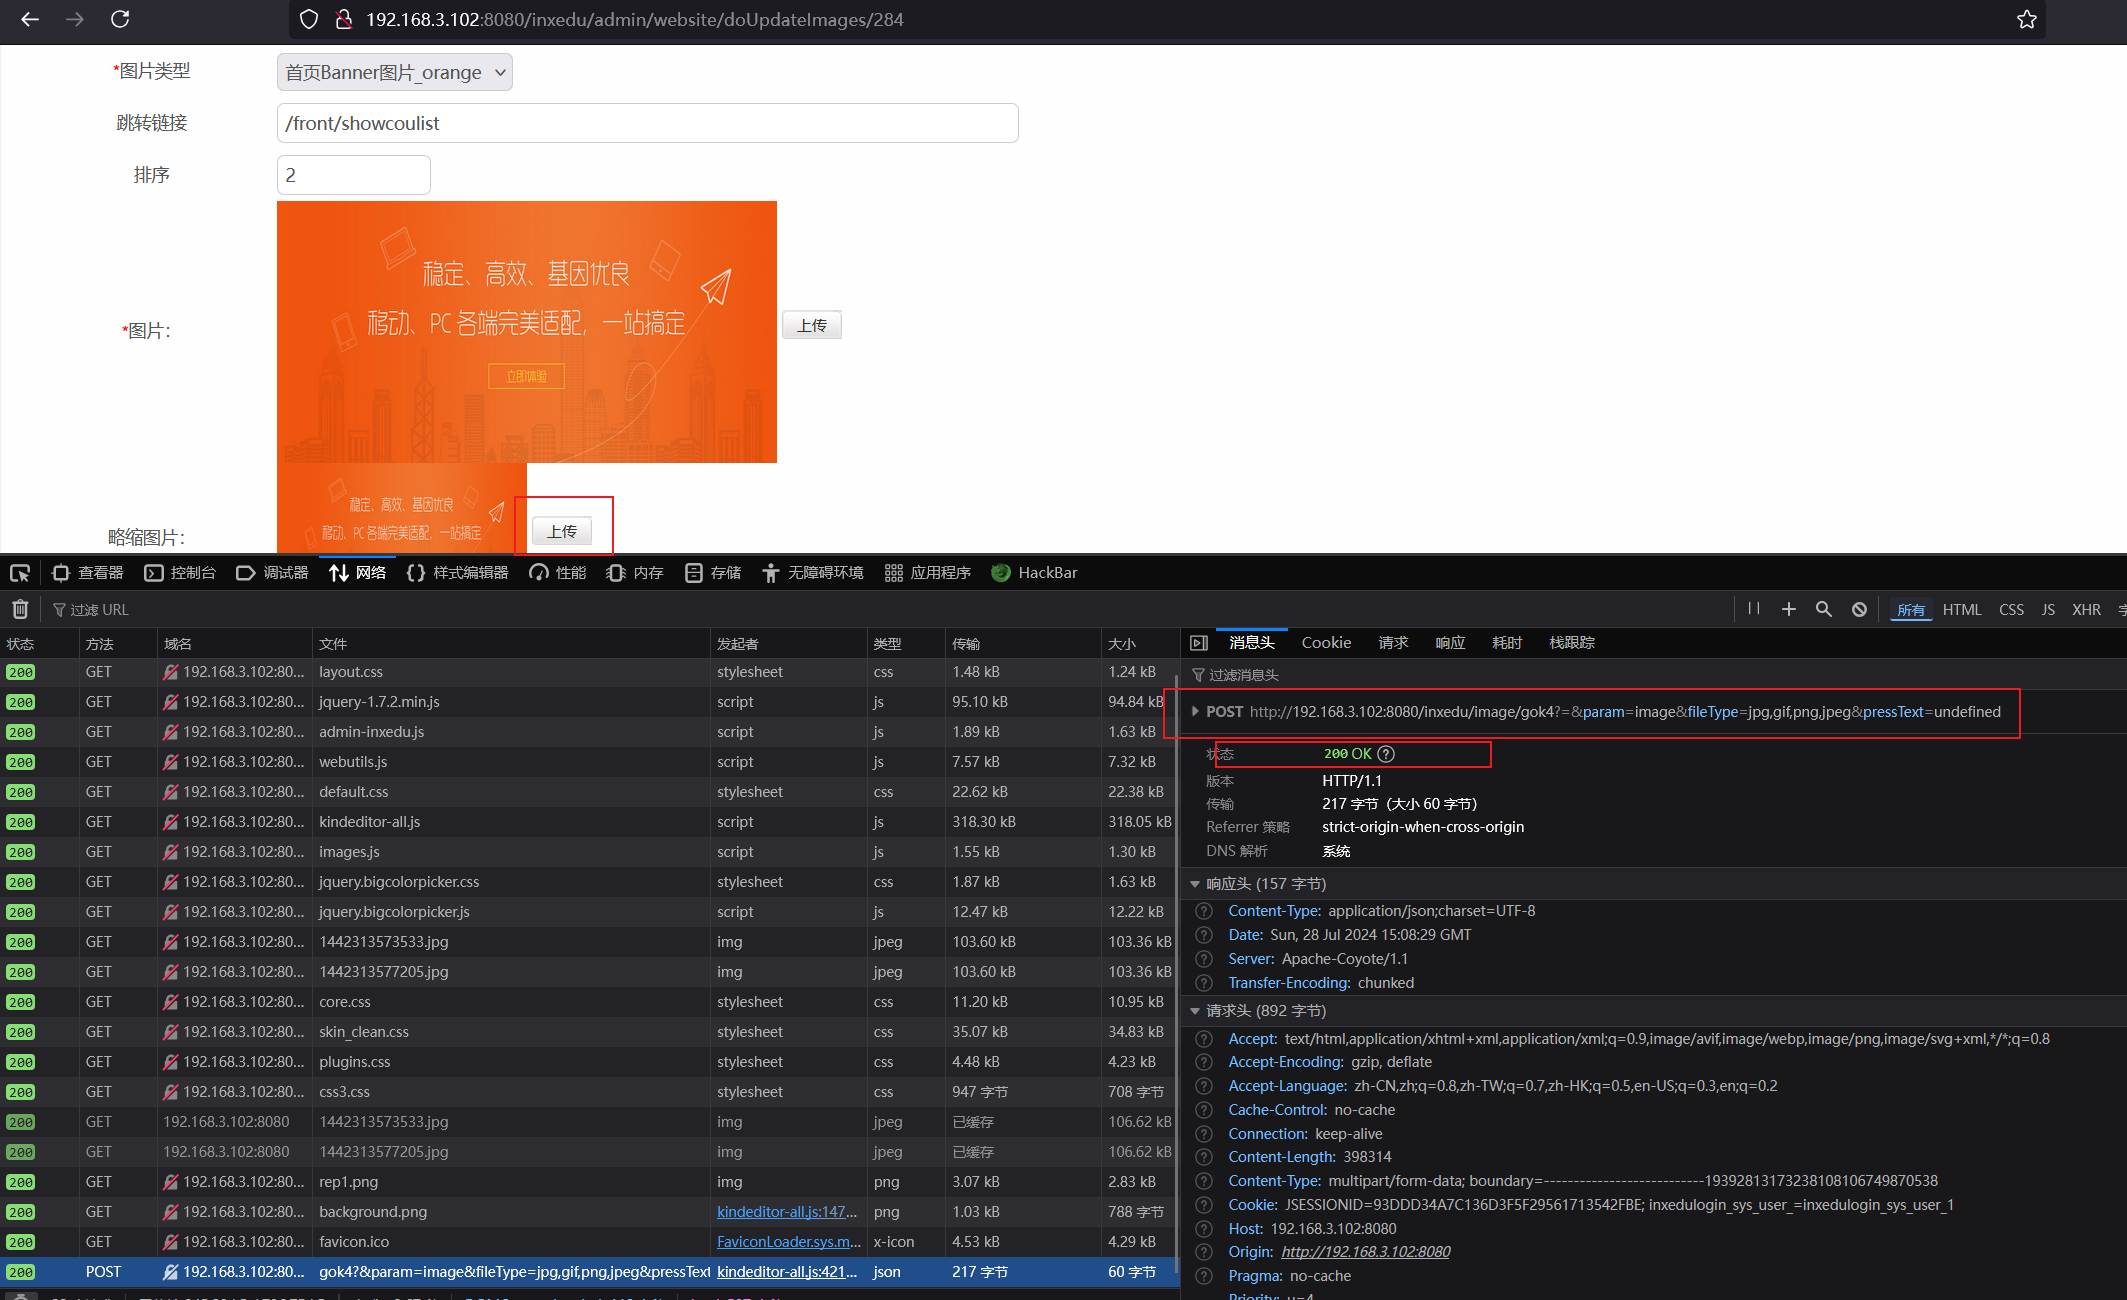 192.168.3.102:8080/inxedu/admin/website/doUpdateImages/284
*图片类型
首页Banner图片_orange
跳转链接
/front/showcoulist
排序
2
稳定、高效、基因优良
移动、PC 各端完美适配，一站搞定
立即体验
*图片：
上传
稳定、高效、基因优良
移动、PC 各端完美适配，一站搞定
略缩图片：
上传
查看器 控制台 调试器 网络 样式编辑器 性能 内存 存储 无障碍环境 应用程序 HackBar
过滤 URL
所有 HTML CSS JS XHR
状态 方法 域名 文件 发起者 类型 传输 大小
200 GET 192.168.3.102:80... layout.css stylesheet css 1.48 kB 1.24 kB
200 GET 192.168.3.102:80... jquery-1.7.2.min.js script js 95.10 kB 94.84 kB
200 GET 192.168.3.102:80... admin-inxedu.js script js 1.89 kB 1.63 kB
200 GET 192.168.3.102:80... webutils.js script js 7.57 kB 7.32 kB
200 GET 192.168.3.102:80... default.css stylesheet css 22.62 kB 22.38 kB
200 GET 192.168.3.102:80... kindeditor-all.js script js 318.30 kB 318.05 kB
200 GET 192.168.3.102:80... images.js script js 1.55 kB 1.30 kB
200 GET 192.168.3.102:80... jquery.bigcolorpicker.css stylesheet css 1.87 kB 1.63 kB
200 GET 192.168.3.102:80... jquery.bigcolorpicker.js script js 12.47 kB 12.22 kB
200 GET 192.168.3.102:80... 1442313573533.jpg img jpeg 103.60 kB 103.36 kB
200 GET 192.168.3.102:80... 1442313577205.jpg img jpeg 103.60 kB 103.36 kB
200 GET 192.168.3.102:80... core.css stylesheet css 11.20 kB 10.95 kB
200 GET 192.168.3.102:80... skin_clean.css stylesheet css 35.07 kB 34.83 kB
200 GET 192.168.3.102:80... plugins.css stylesheet css 4.48 kB 4.23 kB
200 GET 192.168.3.102:80... css3.css stylesheet css 947 字节 708 字节
200 GET 192.168.3.102:8080 1442313573533.jpg img jpeg 已缓存 106.62 kB
200 GET 192.168.3.102:8080 1442313577205.jpg img jpeg 已缓存 106.62 kB
200 GET 192.168.3.102:80... rep1.png img png 3.07 kB 2.83 kB
200 GET 192.168.3.102:80... background.png kindeditor-all.js:147... png 1.03 kB 788 字节
200 GET 192.168.3.102:80... favicon.ico FaviconLoader.sys.m... x-icon 4.53 kB 4.29 kB
200 POST 192.168.3.102:80... gok4?&param=image&fileType=jpg,gif,png,jpeg&pressText kindeditor-all.js:421... json 217 字节 60 字节
消息头 Cookie 请求 响应 耗时 栈跟踪
过滤消息头
POST http://192.168.3.102:8080/inxedu/image/gok4?=&param=image&fileType=jpg,gif,png,jpeg&pressText=undefined
状态 200 OK
版本 HTTP/1.1
传输 217 字节（大小 60 字节）
Referrer 策略 strict-origin-when-cross-origin
DNS 解析 系统
响应头 (157 字节)
Content-Type: application/json;charset=UTF-8
Date: Sun, 28 Jul 2024 15:08:29 GMT
Server: Apache-Coyote/1.1
Transfer-Encoding: chunked
请求头 (892 字节)
Accept: text/html,application/xhtml+xml,application/xml;q=0.9,image/avif,image/webp,image/png,image/svg+xml,*/*;q=0.8
Accept-Encoding: gzip, deflate
Accept-Language: zh-CN,zh;q=0.8,zh-TW;q=0.7,zh-HK;q=0.5,en-US;q=0.3,en;q=0.2
Cache-Control: no-cache
Connection: keep-alive
Content-Length: 398314
Content-Type: multipart/form-data; boundary=---------------------------19392813173238108106749870538
Cookie: JSESSIONID=93DDD34A7C136D3F5F29561713542FBE; inxedulogin_sys_user_=inxedulogin_sys_user_1
Host: 192.168.3.102:8080
Origin: http://192.168.3.102:8080
Pragma: no-cache
Priority: u=4